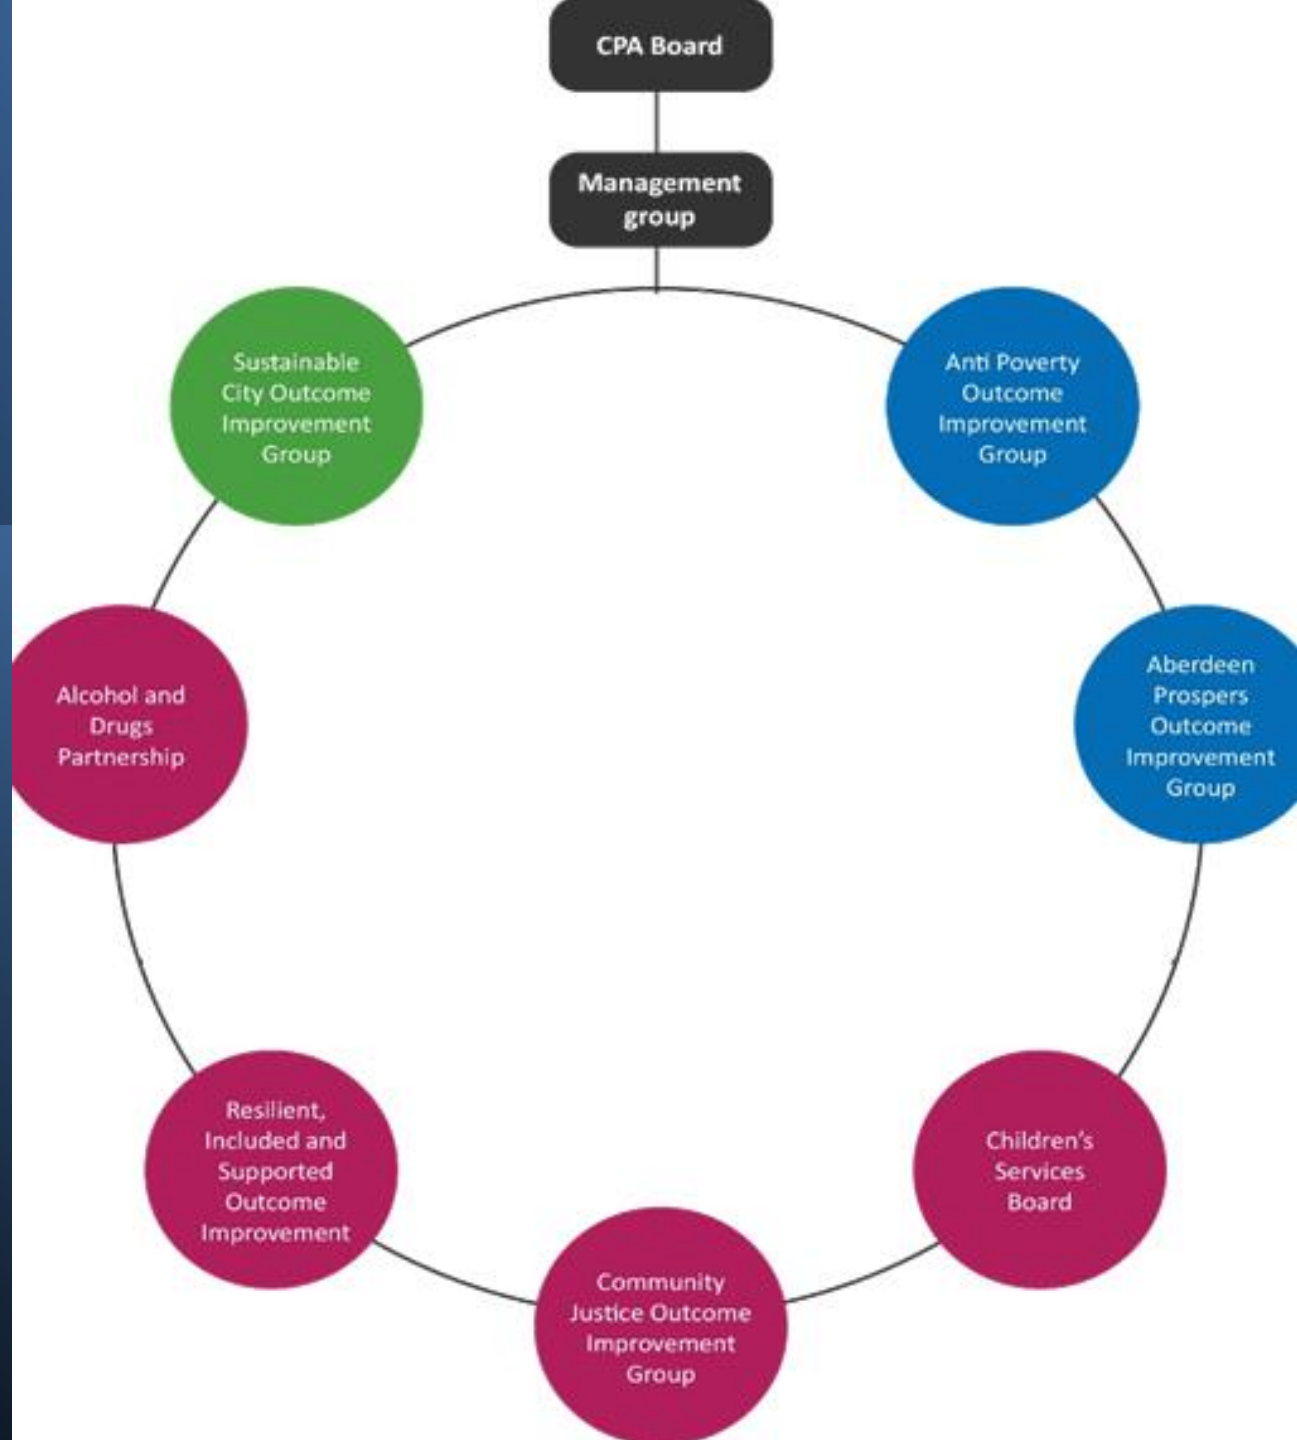 CPA Board
Management
group
Sustainable
City Outcome
Improvement
Group
Anti Poverty
Outcome
Improvement
Group
Alcohol and
Drugs
Partnership
Aberdeen
Prospers
Outcome
Improvement
Group
Resilient,
Included and
Supported
Outcome
Improvement
Children’s
Services
Board
Community
Justice Outcome
Improvement
Group